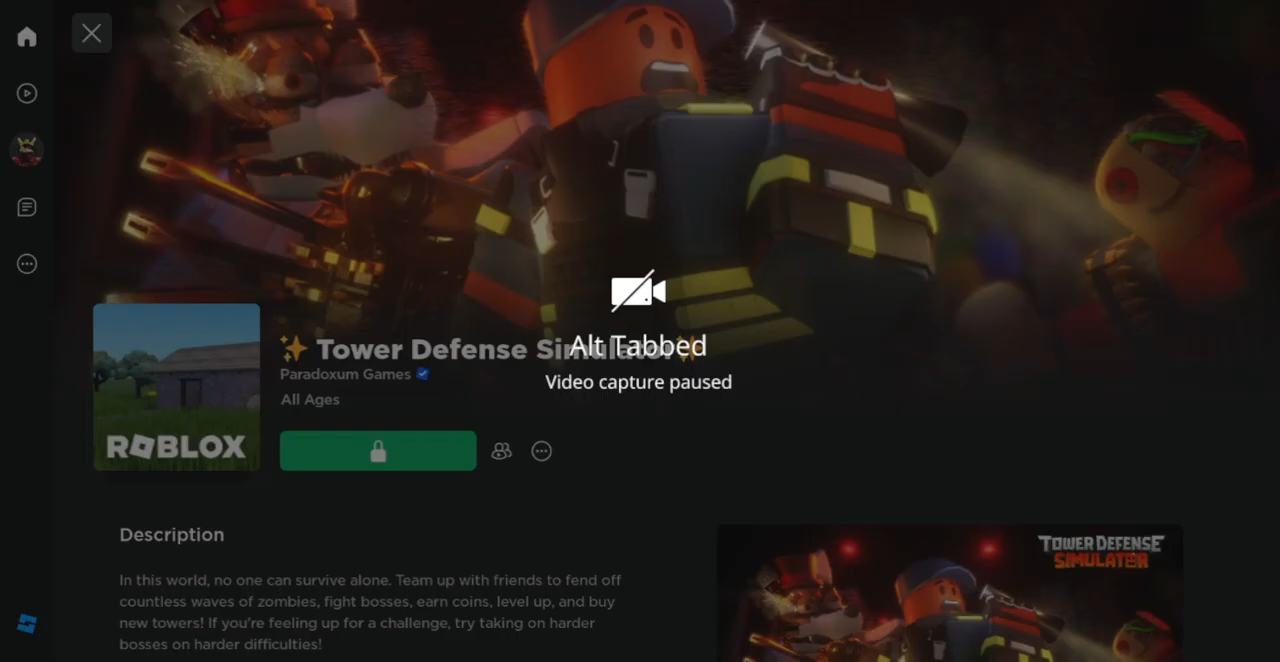 ✨ Tower Defense Simulator ✨
Alt Tabbed
Paradoxum Games
Video capture paused
All Ages
ROBLOX
Description
In this world, no one can survive alone. Team up with friends to fend off
countless waves of zombies, fight bosses, earn coins, level up, and buy
new towers! If you're feeling up for a challenge, try taking on harder
bosses on harder difficulties!
TOWER DEFENSE
SIMULATOR